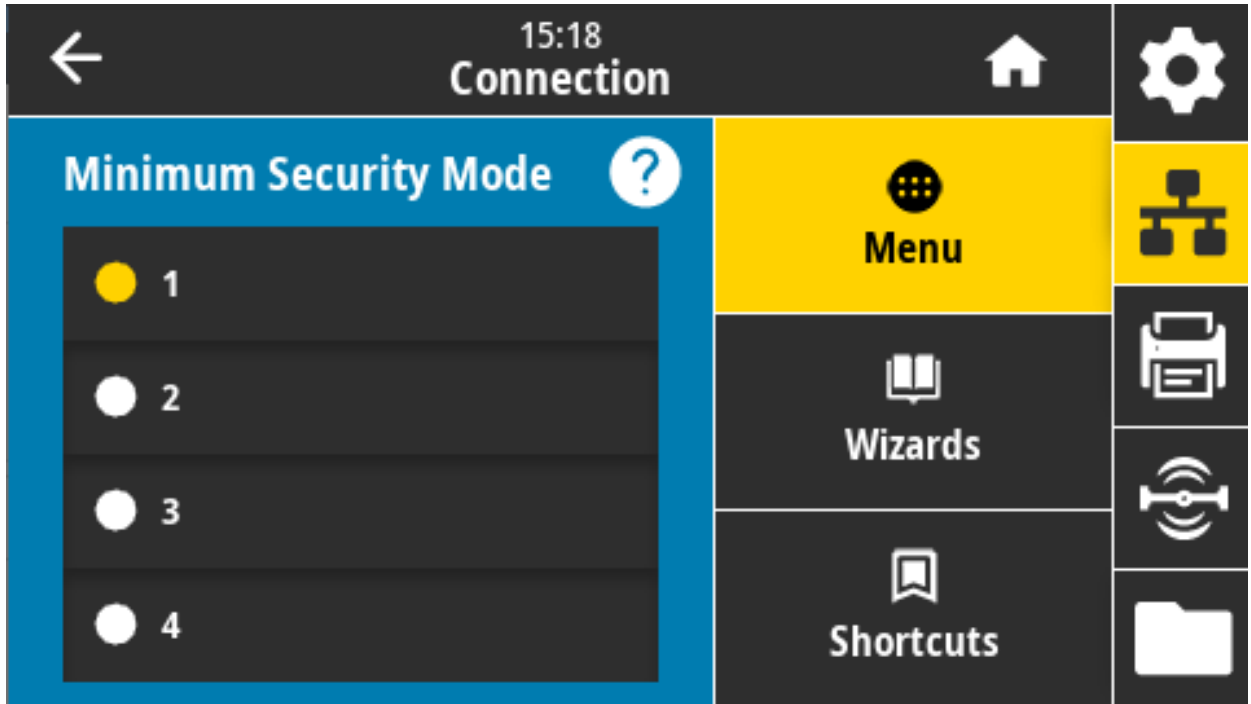 15:18
Connection
Minimum Security Mode ?
1
2
3
4
Menu
Wizards
Shortcuts